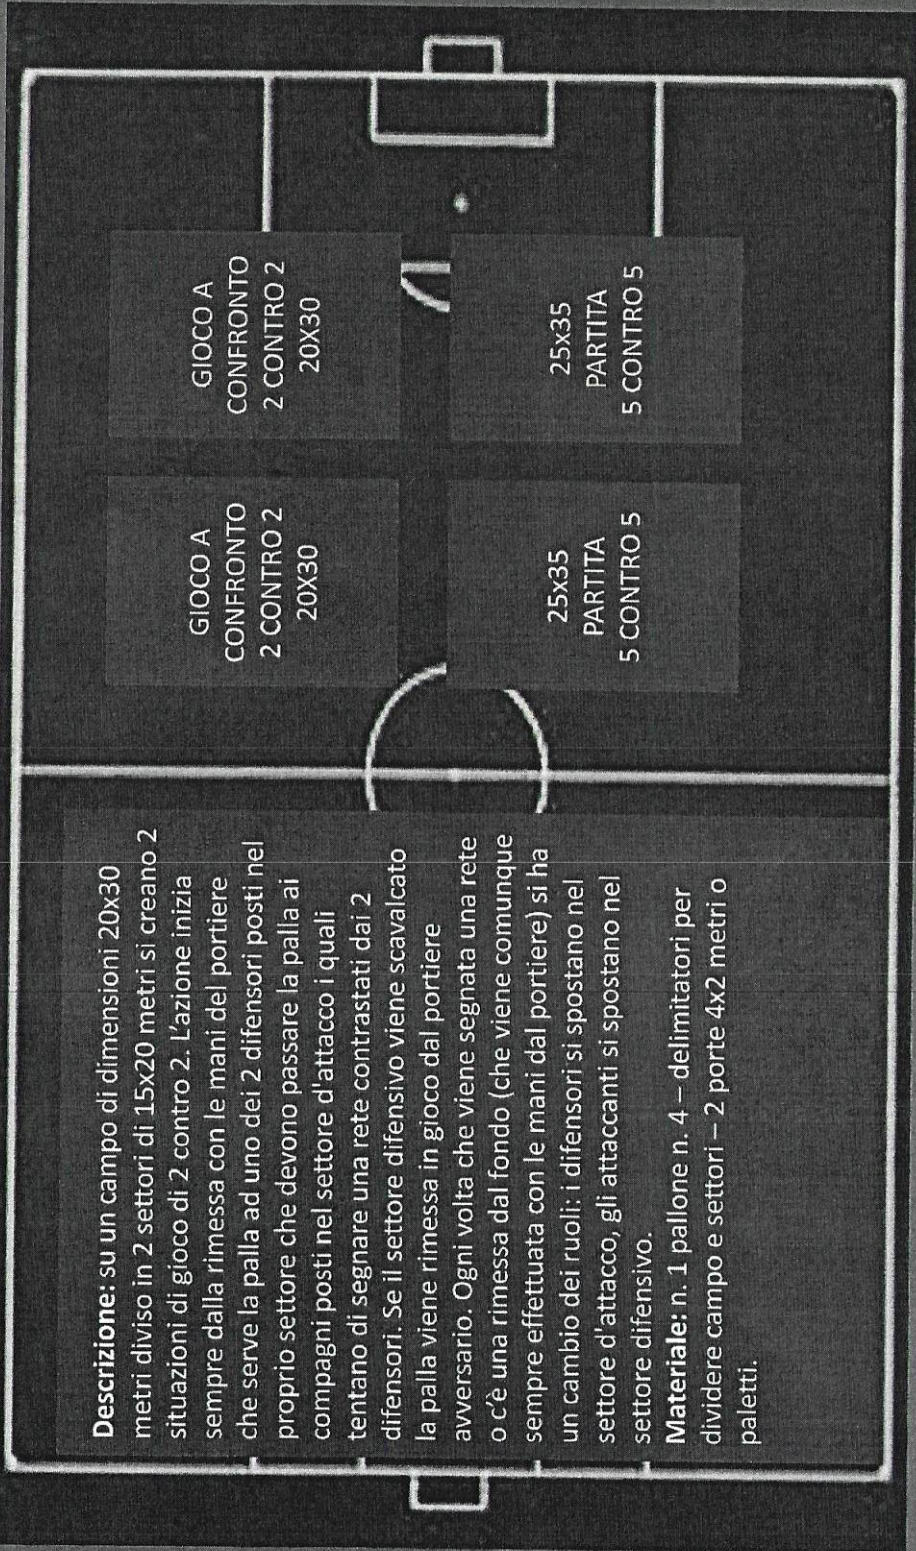 Descrizione: su un campo di dimensioni 20x30
metri diviso in 2 settori di 15x20 metri si creano 2
situazioni di gioco di 2 contro 2. L'azione inizia
sempre dalla rimessa con le mani del portiere
che serve la palla ad uno dei 2 difensori posti nel
proprio settore che devono passare la palla ai
compagni posti nel settore d'attacco i quali
tentano di segnare una rete contrastati dai 2
difensori. Se il settore difensivo viene scavalcato
la palla viene rimessa in gioco dal portiere
avversario. Ogni volta che viene segnata una rete
o c'è una rimessa dal fondo (che viene comunque
sempre effettuata con le mani dal portiere) si ha
un cambio dei ruoli: i difensori si spostano nel
settore d'attacco, gli attaccanti si spostano nel
settore difensivo.
Materiale: n. 1 pallone n. 4 – delimitatori per
dividere campo e settori – 2 porte 4x2 metri o
paletti.
GIOCO A
CONFRONTO
2 CONTRO 2
20X30
GIOCO A
CONFRONTO
2 CONTRO 2
20X30
25x35
PARTITA
5 CONTRO 5
25x35
PARTITA
5 CONTRO 5